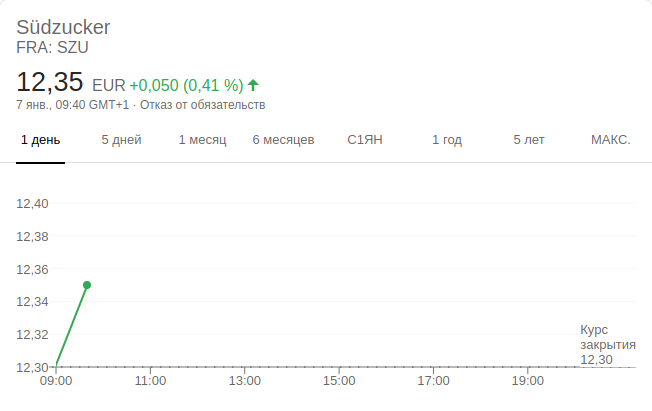 Südzucker
FRA: SZU
12,35 EUR +0,050 (0,41 %)
7 янв., 09:40 GMT+1 · Отказ от обязательств
1 день 5 дней 1 месяц 6 месяцев С1ЯН 1 год 5 лет МАКС.
12,40
12,38
12,36
12,34
12,32
12,30
Курс
закрытия
12,30
09:00 11:00 13:00 15:00 17:00 19:00